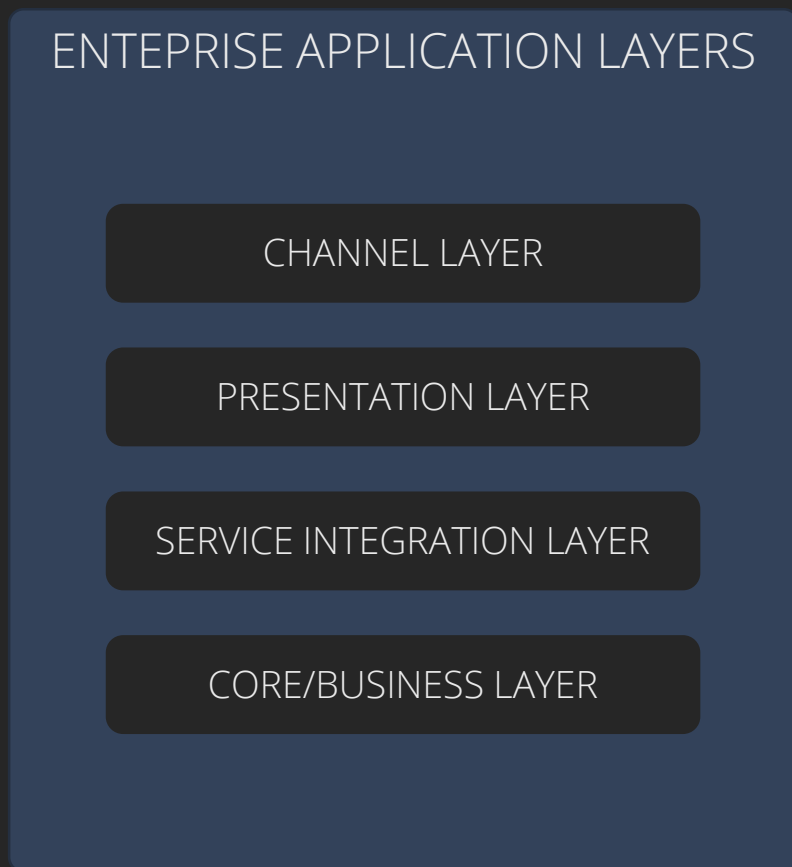 ENTEPRISE APPLICATION LAYERS
CHANNEL LAYER
PRESENTATION LAYER
SERVICE INTEGRATION LAYER
CORE/BUSINESS LAYER